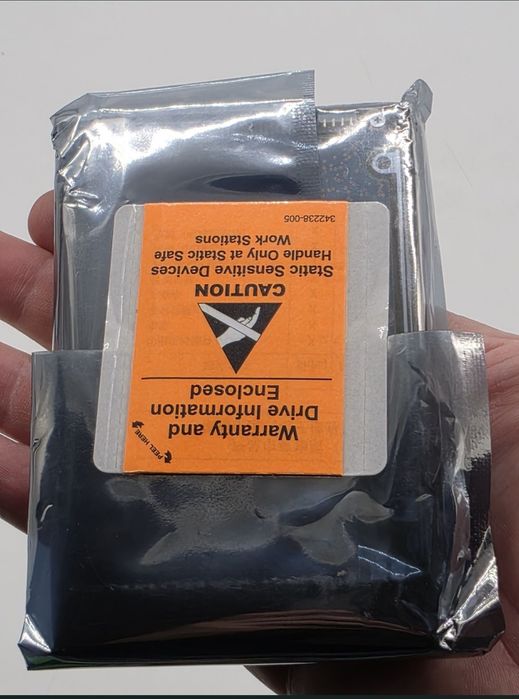 Warranty and
Drive Information
Enclosed
PEEL HERE
CAUTION
Static Sensitive Devices
Handle Only at Static Safe
Work Stations
342238-005